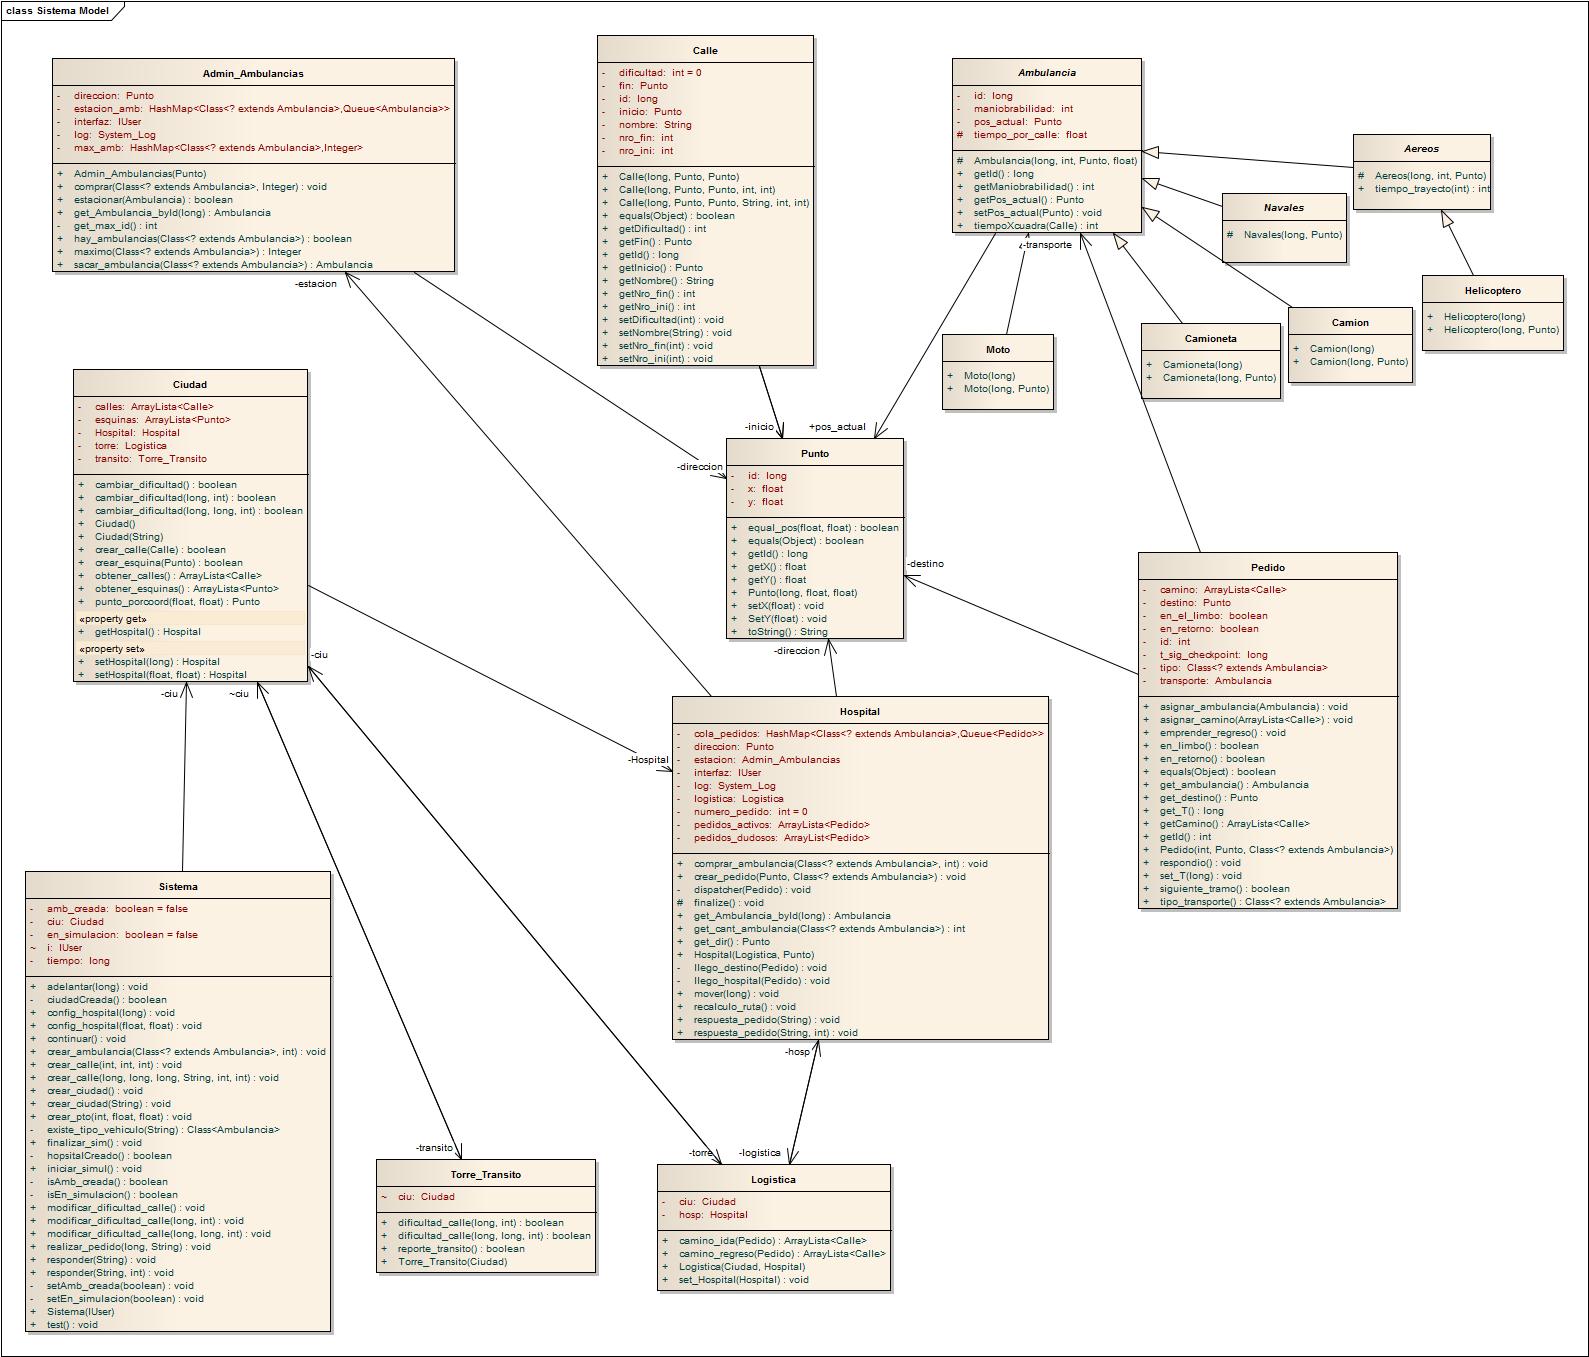 class Sistema Model
Admin_Ambulancias
- direccion: Punto
- estacion_amb: HashMap<Class<? extends Ambulancia>,Queue<Ambulancia>>
- interfaz: IUser
- log: System_Log
- max_amb: HashMap<Class<? extends Ambulancia>,Integer>
+ Admin_Ambulancias(Punto)
+ comprar(Class<? extends Ambulancia>, Integer) : void
+ estacionar(Ambulancia) : boolean
+ get_Ambulancia_byId(long) : Ambulancia
- get_max_id() : int
+ hay_ambulancias(Class<? extends Ambulancia>) : boolean
+ maximo(Class<? extends Ambulancia>) : Integer
+ sacar_ambulancia(Class<? extends Ambulancia>) : Ambulancia
-estacion
Calle
- dificultad: int = 0
- fin: Punto
- id: long
- inicio: Punto
- nombre: String
- nro_fin: int
- nro_ini: int
+ Calle(long, Punto, Punto)
+ Calle(long, Punto, Punto, int, int)
+ Calle(long, Punto, Punto, String, int, int)
+ equals(Object) : boolean
+ getDificultad() : int
+ getFin() : Punto
+ getId() : long
+ getInicio() : Punto
+ getNombre() : String
+ getNro_fin() : int
+ getNro_ini() : int
+ setDificultad(int) : void
+ setNombre(String) : void
+ setNro_fin(int) : void
+ setNro_ini(int) : void
Ambulancia
- id: long
- maniobrabilidad: int
- pos_actual: Punto
# tiempo_por_calle: float
# Ambulancia(long, int, Punto, float)
+ getId() : long
+ getManiobrabilidad() : int
+ getPos_actual() : Punto
+ setPos_actual(Punto) : void
+ tiempoXcuadra(Calle) : int
-transporte
Aereos
# Aereos(long, int, Punto)
+ tiempo_trayecto(int) : int
Navales
# Navales(long, Punto)
Helicoptero
+ Helicoptero(long)
+ Helicoptero(long, Punto)
Camion
+ Camion(long)
+ Camion(long, Punto)
Camioneta
+ Camioneta(long)
+ Camioneta(long, Punto)
Moto
+ Moto(long)
+ Moto(long, Punto)
Ciudad
- calles: ArrayLista<Calle>
- esquinas: ArrayLista<Punto>
- Hospital: Hospital
- torre: Logistica
- transito: Torre_Transito
+ cambiar_dificultad() : boolean
+ cambiar_dificultad(long, int) : boolean
+ cambiar_dificultad(long, long, int) : boolean
+ Ciudad()
+ Ciudad(String)
+ crear_calle(Calle) : boolean
+ crear_esquina(Punto) : boolean
+ obtener_calles() : ArrayLista<Calle>
+ obtener_esquinas() : ArrayLista<Punto>
+ punto_porcoord(float, float) : Punto
«property get»
+ getHospital() : Hospital
«property set»
+ setHospital(long) : Hospital
+ setHospital(float, float) : Hospital
-ciu
-ciu
~ciu
-inicio
+pos_actual
-direccion
Punto
- id: long
- x: float
- y: float
+ equal_pos(float, float) : boolean
+ equals(Object) : boolean
+ getId() : long
+ getX() : float
+ getY() : float
+ Punto(long, float, float)
+ setX(float) : void
+ SetY(float) : void
+ toString() : String
-destino
-direccion
Pedido
- camino: ArrayLista<Calle>
- destino: Punto
- en_el_limbo: boolean
- en_retorno: boolean
- id: int
- t_sig_checkpoint: long
- tipo: Class<? extends Ambulancia>
- transporte: Ambulancia
+ asignar_ambulancia(Ambulancia) : void
+ asignar_camino(ArrayLista<Calle>) : void
+ emprender_regreso() : void
+ en_limbo() : boolean
+ en_retorno() : boolean
+ equals(Object) : boolean
+ get_ambulancia() : Ambulancia
+ get_destino() : Punto
+ get_T() : long
+ getCamino() : ArrayLista<Calle>
+ getId() : int
+ Pedido(int, Punto, Class<? extends Ambulancia>)
+ respondio() : void
+ set_T(long) : void
+ siguiente_tramo() : boolean
+ tipo_transporte() : Class<? extends Ambulancia>
-Hospital
Hospital
- cola_pedidos: HashMap<Class<? extends Ambulancia>,Queue<Pedido>>
- direccion: Punto
- estacion: Admin_Ambulancias
- interfaz: IUser
- log: System_Log
- logistica: Logistica
- numero_pedido: int = 0
- pedidos_activos: ArrayLista<Pedido>
- pedidos_dudosos: ArrayList<Pedido>
+ comprar_ambulancia(Class<? extends Ambulancia>, int) : void
+ crear_pedido(Punto, Class<? extends Ambulancia>) : void
- dispatcher(Pedido) : void
# finalize() : void
+ get_Ambulancia_byId(long) : Ambulancia
+ get_cant_ambulancia(Class<? extends Ambulancia>) : int
+ get_dir() : Punto
+ Hospital(Logistica, Punto)
- llego_destino(Pedido) : void
- llego_hospital(Pedido) : void
+ mover(long) : void
+ recalculo_ruta() : void
+ respuesta_pedido(String) : void
+ respuesta_pedido(String, int) : void
-hosp
Sistema
- amb_creada: boolean = false
- ciu: Ciudad
- en_simulacion: boolean = false
~ i: IUser
- tiempo: long
+ adelantar(long) : void
- ciudadCreada() : boolean
+ config_hospital(long) : void
+ config_hospital(float, float) : void
+ continuar() : void
+ crear_ambulancia(Class<? extends Ambulancia>, int) : void
+ crear_calle(int, int, int) : void
+ crear_calle(long, long, long, String, int, int) : void
+ crear_ciudad() : void
+ crear_ciudad(String) : void
+ crear_pto(int, float, float) : void
- existe_tipo_vehiculo(String) : Class<Ambulancia>
+ finalizar_sim() : void
- hopsitalCreado() : boolean
+ iniciar_simul() : void
- isAmb_creada() : boolean
- isEn_simulacion() : boolean
+ modificar_dificultad_calle() : void
+ modificar_dificultad_calle(long, int) : void
+ modificar_dificultad_calle(long, long, int) : void
+ realizar_pedido(long, String) : void
+ responder(String) : void
+ responder(String, int) : void
- setAmb_creada(boolean) : void
- setEn_simulacion(boolean) : void
+ Sistema(IUser)
+ test() : void
-transito
Torre_Transito
~ ciu: Ciudad
+ dificultad_calle(long, int) : boolean
+ dificultad_calle(long, long, int) : boolean
+ reporte_transito() : boolean
+ Torre_Transito(Ciudad)
-torre
-logistica
Logistica
- ciu: Ciudad
- hosp: Hospital
+ camino_ida(Pedido) : ArrayLista<Calle>
+ camino_regreso(Pedido) : ArrayLista<Calle>
+ Logistica(Ciudad, Hospital)
+ set_Hospital(Hospital) : void